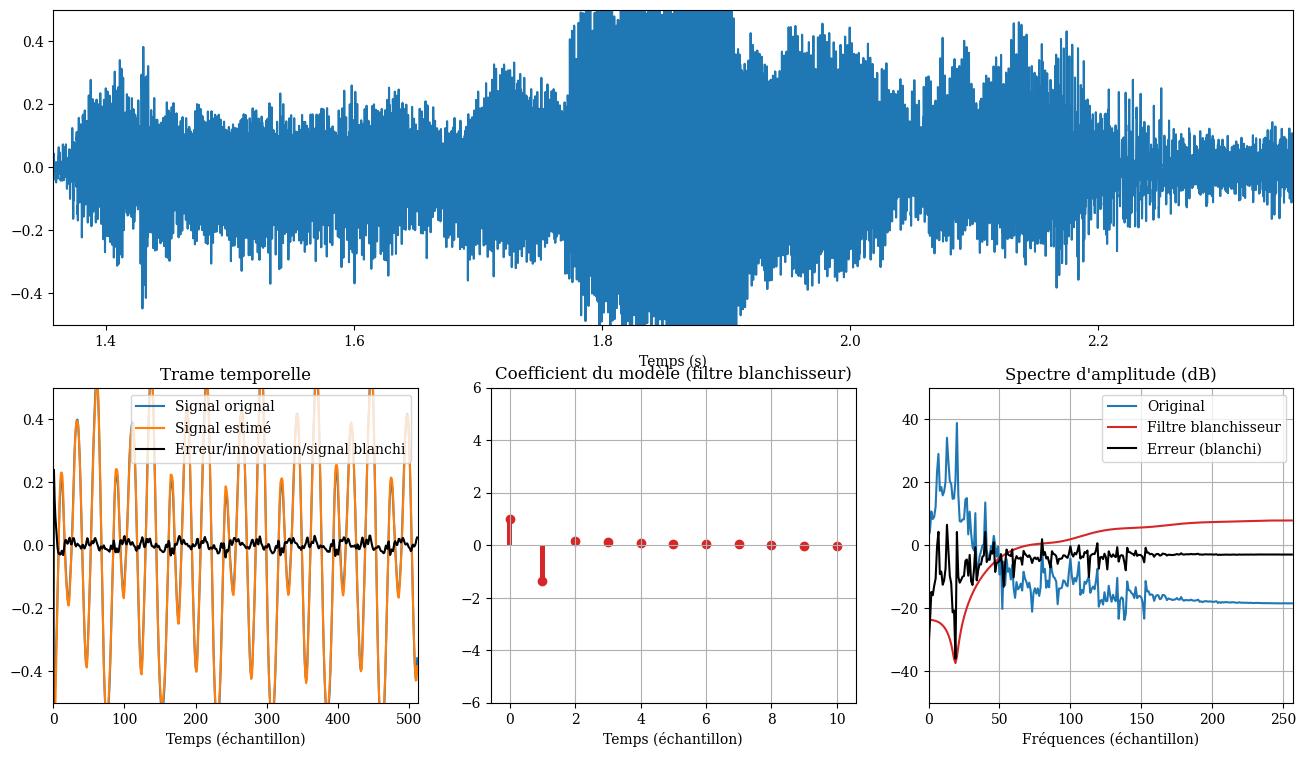 0.4
0.2
0.0
−0.2
−0.4
1.4 1.6 1.8 2.0 2.2
Temps (s)
Trame temporelle
Signal orignal
Signal estimé
Erreur/innovation/signal blanchi
0.4
0.2
0.0
−0.2
−0.4
0 100 200 300 400 500
Temps (échantillon)
Coefficient du modèle (filtre blanchisseur)
6
4
2
0
−2
−4
−6
0 2 4 6 8 10
Temps (échantillon)
Spectre d'amplitude (dB)
Original
Filtre blanchisseur
Erreur (blanchi)
40
20
0
−20
−40
0 50 100 150 200 250
Fréquences (échantillon)